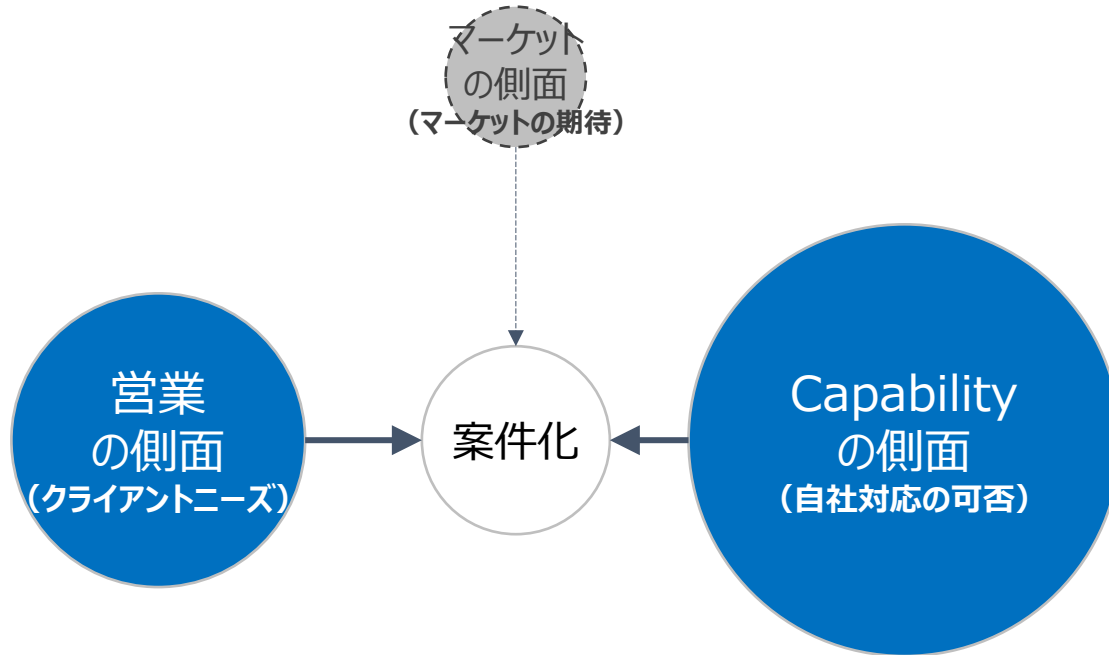 マーケット
の側面
（マーケットの期待）
営業
の側面
（クライアントニーズ）
案件化
Capability
の側面
（自社対応の可否）